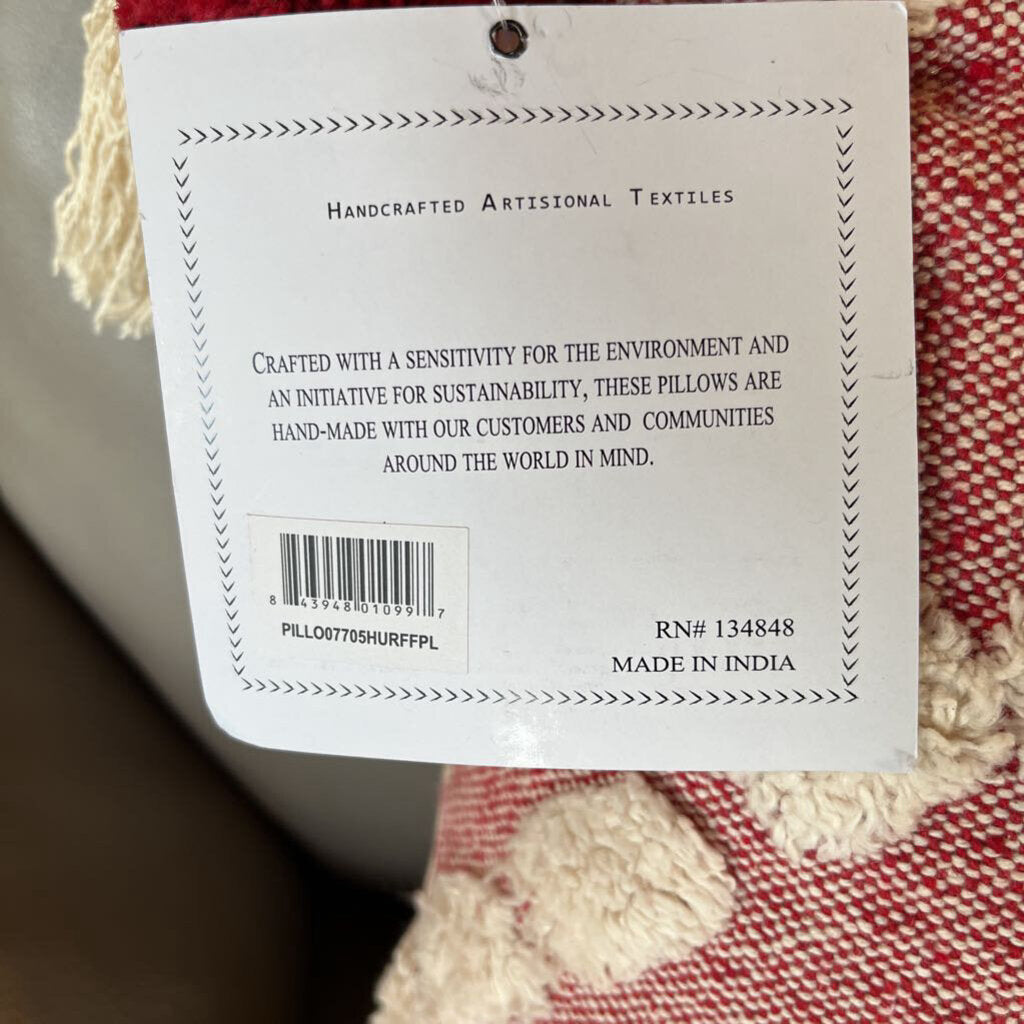 HANDCRAFTED ARTISIONAL TEXTILES
CRAFTED WITH A SENSITIVITY FOR THE ENVIRONMENT AND
AN INITIATIVE FOR SUSTAINABILITY, THESE PILLOWS ARE
HAND-MADE WITH OUR CUSTOMERS AND COMMUNITIES
AROUND THE WORLD IN MIND.
8 43948 01099 7
PILLO07705HURFFPL
RN# 134848
MADE IN INDIA